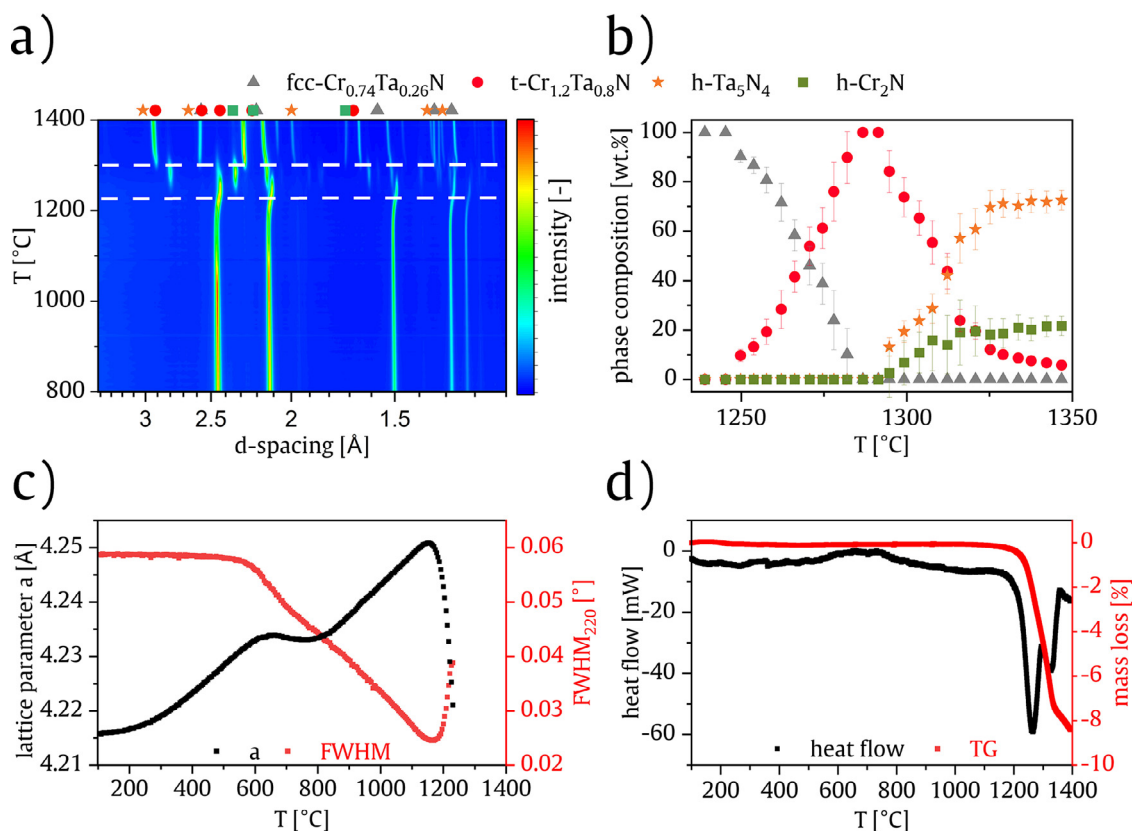 a)
b)
fcc-Cr0.74Ta0.26N t-Cr1.2Ta0.8N h-Ta5N4 h-Cr2N
1400
1200
1000
800
T [°C]
3 2.5 2 1.5
d-spacing [Å]
intensity [-]
100
80
60
40
20
0
phase composition [wt.%]
1250 1300 1350
T [°C]
c)
d)
4.25
4.24
4.23
4.22
4.21
lattice parameter a [Å]
0.06
0.05
0.04
0.03
0.02
FWHM220 [°]
a FWHM
200 400 600 800 1000 1200 1400
T [°C]
0
-20
-40
-60
heat flow [mW]
0
-2
-4
-6
-8
-10
mass loss [%]
heat flow TG
200 400 600 800 1000 1200 1400
T [°C]